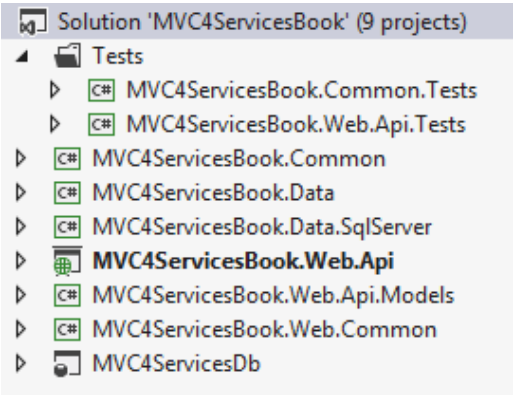 Solution 'MVC4ServicesBook' (9 projects)
Tests
C# MVC4ServicesBook.Common.Tests
C# MVC4ServicesBook.Web.Api.Tests
C# MVC4ServicesBook.Common
C# MVC4ServicesBook.Data
C# MVC4ServicesBook.Data.SqlServer
MVC4ServicesBook.Web.Api
C# MVC4ServicesBook.Web.Api.Models
C# MVC4ServicesBook.Web.Common
MVC4ServicesDb